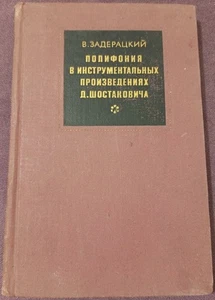 В. ЗАДЕРАЦКИЙ
ПОЛИФОНИЯ
В ИНСТРУМЕНТАЛЬНЫХ
ПРОИЗВЕДЕНИЯХ
Д. ШОСТАКОВИЧА